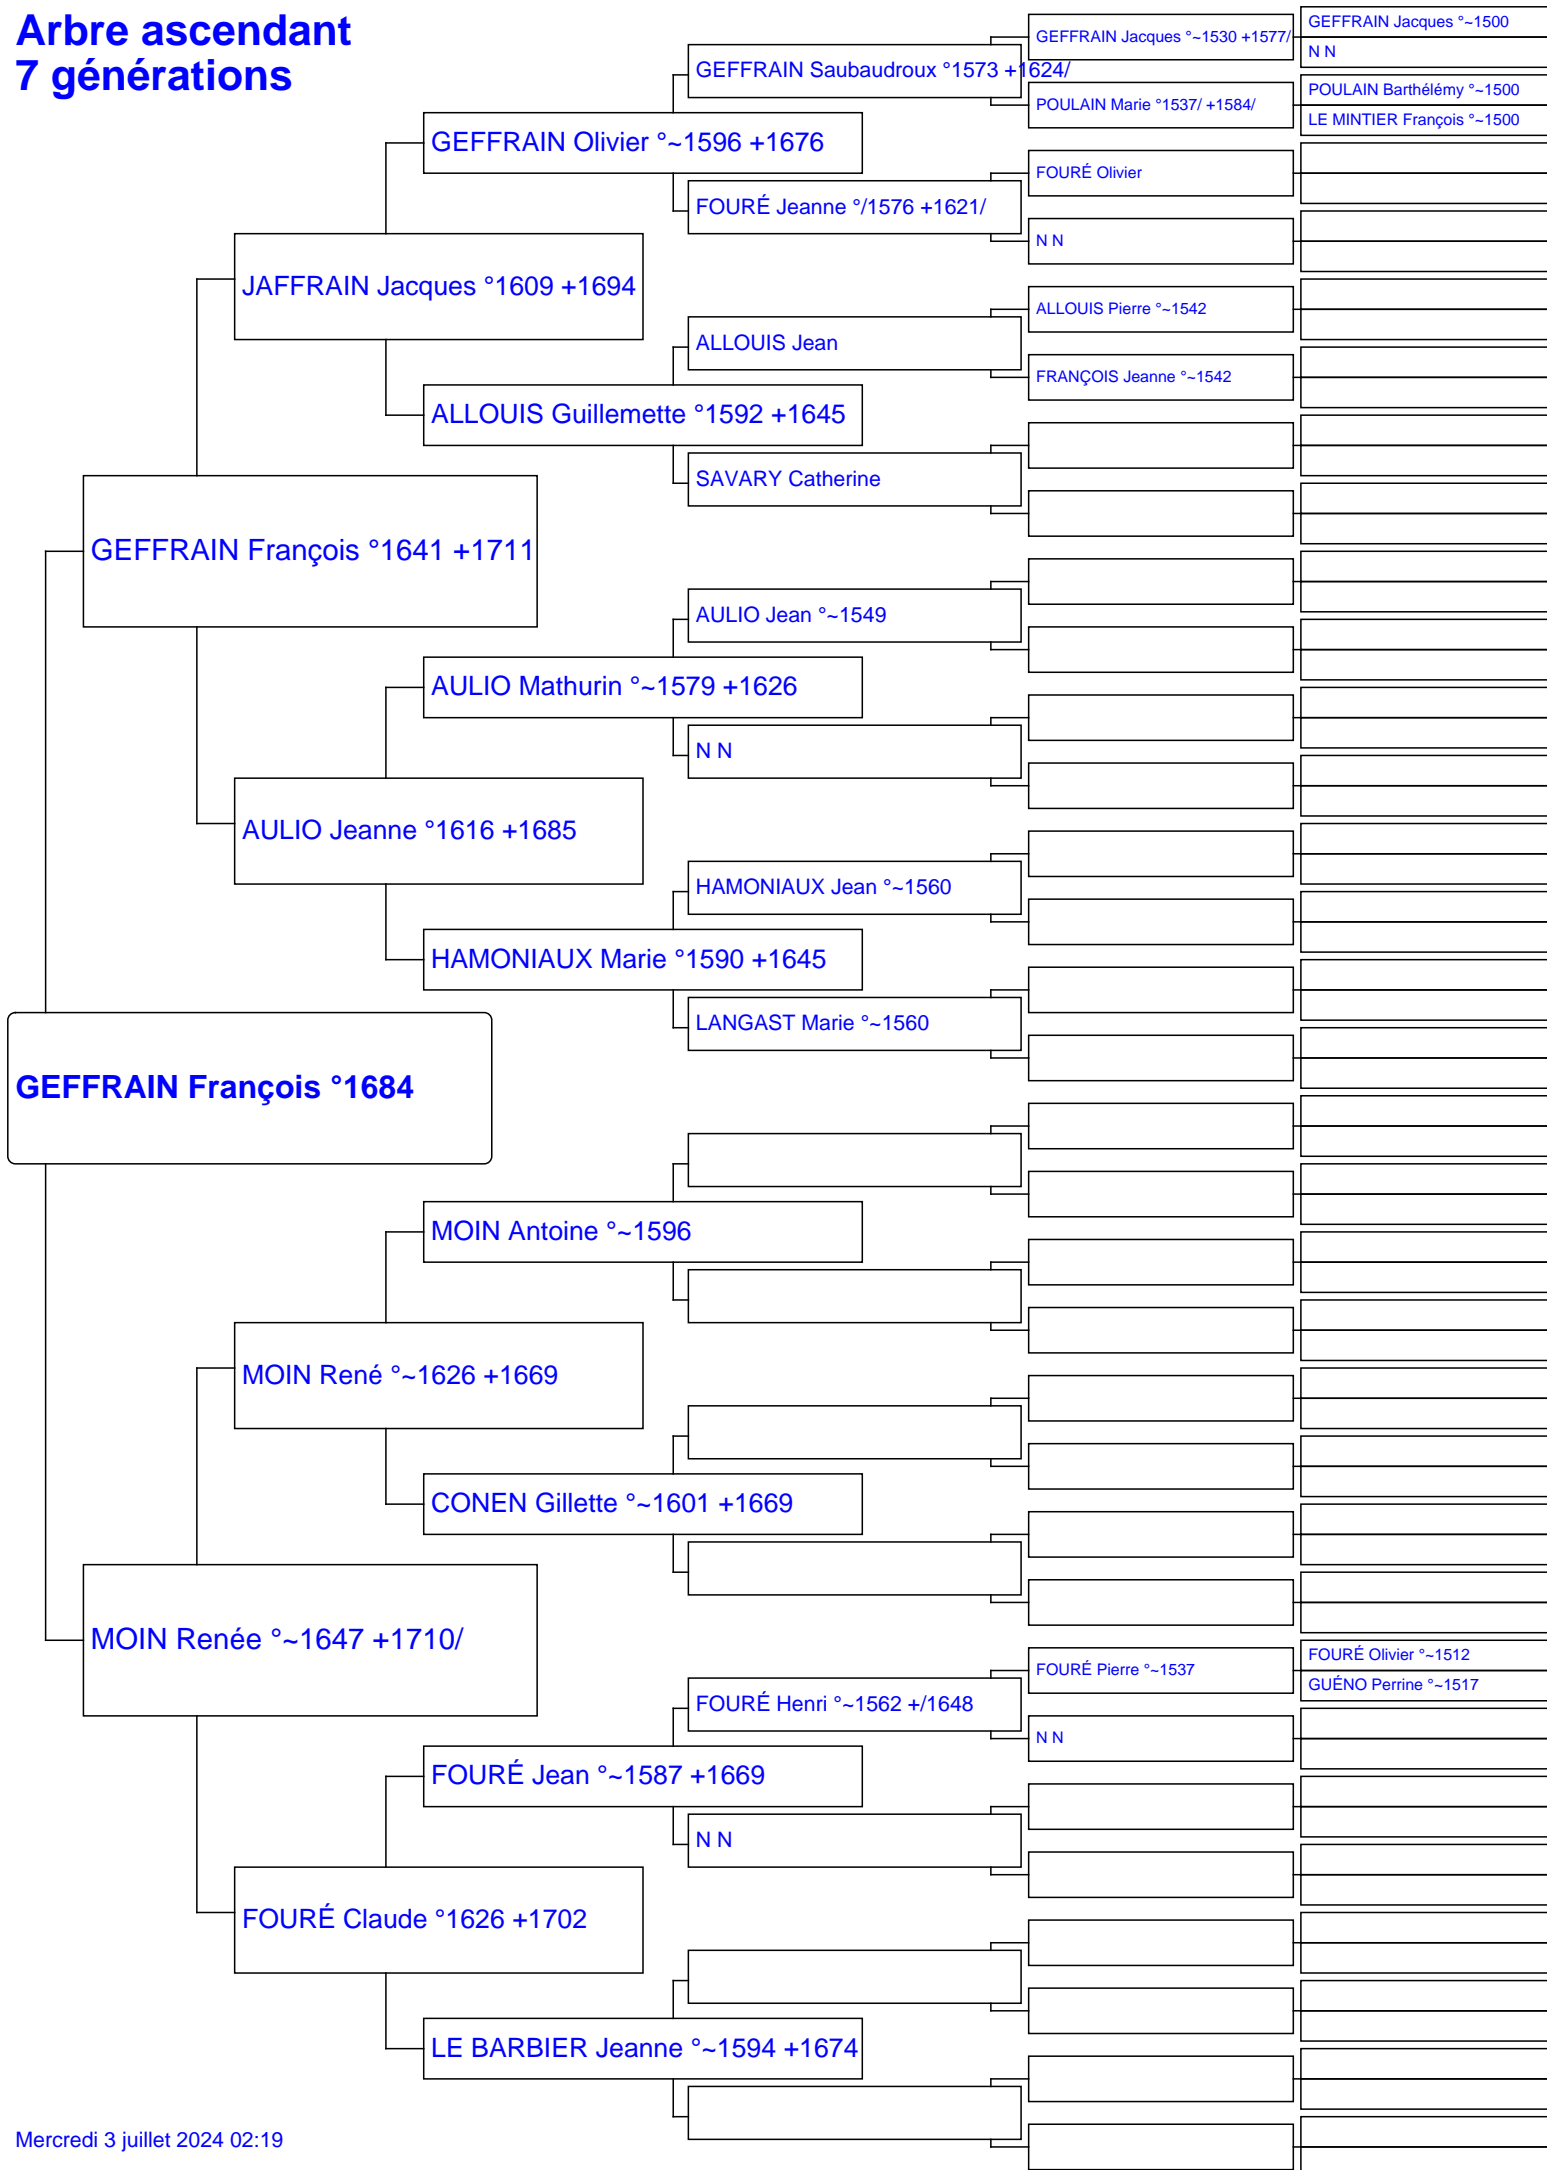 Arbre ascendant
7 générations
GEFFRAIN François °1684
GEFFRAIN François °1641 +1711
MOIN Renée °~1647 +1710/
JAFFRAIN Jacques °1609 +1694
AULIO Jeanne °1616 +1685
MOIN René °~1626 +1669
FOURÉ Claude °1626 +1702
GEFFRAIN Olivier °~1596 +1676
ALLOUIS Guillemette °1592 +1645
AULIO Mathurin °~1579 +1626
HAMONIAUX Marie °1590 +1645
MOIN Antoine °~1596
CONEN Gillette °~1601 +1669
FOURÉ Jean °~1587 +1669
LE BARBIER Jeanne °~1594 +1674
GEFFRAIN Saubaudroux °1573 +1624/
FOURÉ Jeanne °/1576 +1621/
ALLOUIS Jean
SAVARY Catherine
AULIO Jean °~1549
N N
HAMONIAUX Jean °~1560
LANGAST Marie °~1560
FOURÉ Henri °~1562 +/1648
N N
GEFFRAIN Jacques °~1530 +1577/
POULAIN Marie °1537/ +1584/
FOURÉ Olivier
N N
ALLOUIS Pierre °~1542
FRANÇOIS Jeanne °~1542
FOURÉ Pierre °~1537
N N
GEFFRAIN Jacques °~1500
N N
POULAIN Barthélémy °~1500
LE MINTIER François °~1500
FOURÉ Olivier °~1512
GUÉNO Perrine °~1517
Mercredi 3 juillet 2024 02:19